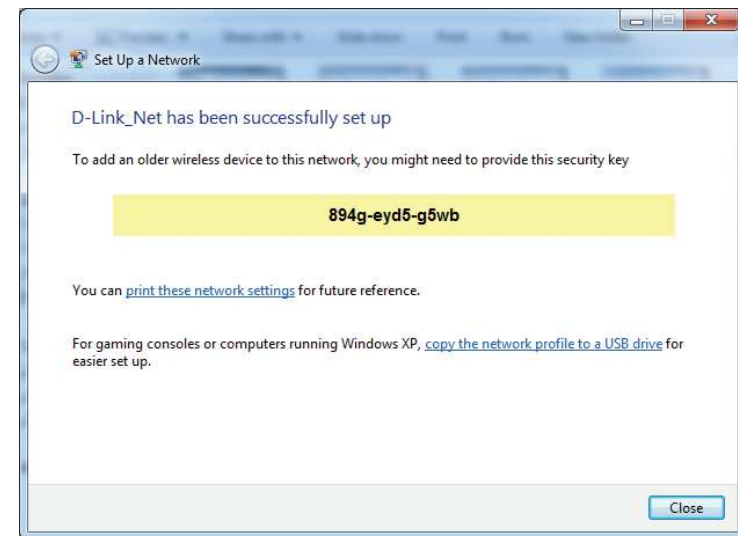 Set Up a Network
D-Link_Net has been successfully set up
To add an older wireless device to this network, you might need to provide this security key
894g-eyd5-g5wb
You can print these network settings for future reference.
For gaming consoles or computers running Windows XP, copy the network profile to a USB drive for
easier set up.
Close